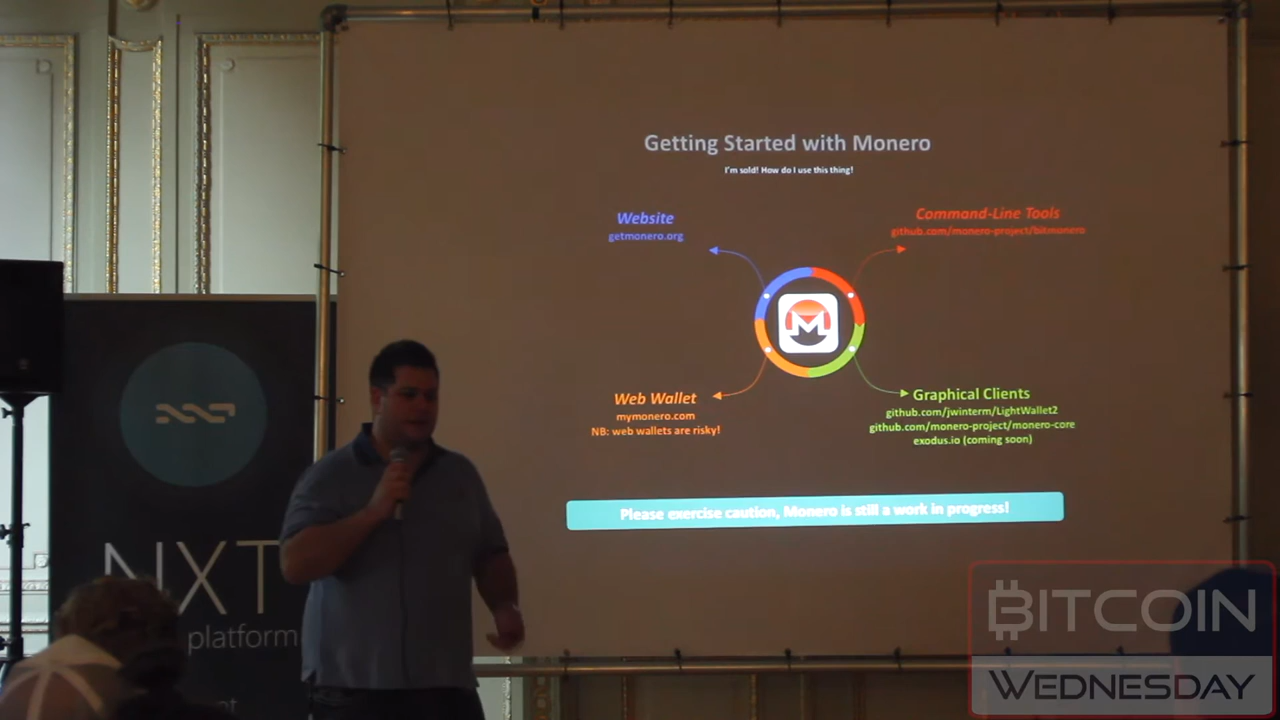 Getting Started with Monero
I'm sold! How do I use this thing!
Website
getmonero.org
Command-Line Tools
github.com/monero-project/bitmonero
Web Wallet
mymonero.com
NB: web wallets are risky!
Graphical Clients
github.com/jwinterm/LightWallet2
github.com/monero-project/monero-core
exodus.io (coming soon)
Please exercise caution, Monero is still a work in progress!
NXT
platform
BITCOIN
WEDNESDAY